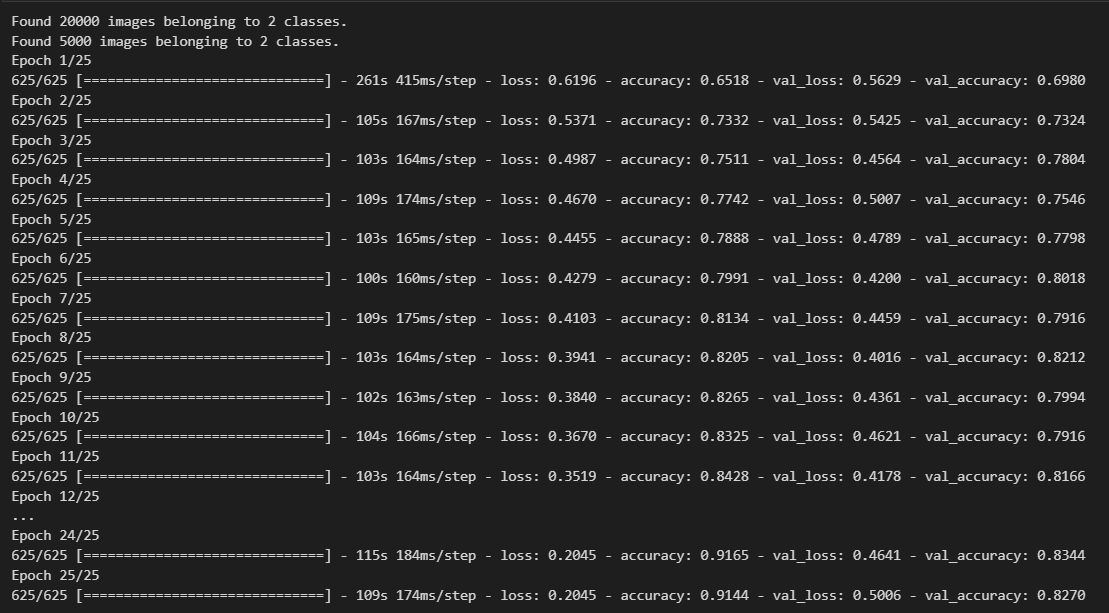 Found 20000 images belonging to 2 classes.
Found 5000 images belonging to 2 classes.
Epoch 1/25
625/625 [==============================] - 261s 415ms/step - loss: 0.6196 - accuracy: 0.6518 - val_loss: 0.5629 - val_accuracy: 0.6980
Epoch 2/25
625/625 [==============================] - 105s 167ms/step - loss: 0.5371 - accuracy: 0.7332 - val_loss: 0.5425 - val_accuracy: 0.7324
Epoch 3/25
625/625 [==============================] - 103s 164ms/step - loss: 0.4987 - accuracy: 0.7511 - val_loss: 0.4564 - val_accuracy: 0.7804
Epoch 4/25
625/625 [==============================] - 109s 174ms/step - loss: 0.4670 - accuracy: 0.7742 - val_loss: 0.5007 - val_accuracy: 0.7546
Epoch 5/25
625/625 [==============================] - 103s 165ms/step - loss: 0.4455 - accuracy: 0.7888 - val_loss: 0.4789 - val_accuracy: 0.7798
Epoch 6/25
625/625 [==============================] - 100s 160ms/step - loss: 0.4279 - accuracy: 0.7991 - val_loss: 0.4200 - val_accuracy: 0.8018
Epoch 7/25
625/625 [==============================] - 109s 175ms/step - loss: 0.4103 - accuracy: 0.8134 - val_loss: 0.4459 - val_accuracy: 0.7916
Epoch 8/25
625/625 [==============================] - 103s 164ms/step - loss: 0.3941 - accuracy: 0.8205 - val_loss: 0.4016 - val_accuracy: 0.8212
Epoch 9/25
625/625 [==============================] - 102s 163ms/step - loss: 0.3840 - accuracy: 0.8265 - val_loss: 0.4361 - val_accuracy: 0.7994
Epoch 10/25
625/625 [==============================] - 104s 166ms/step - loss: 0.3670 - accuracy: 0.8325 - val_loss: 0.4621 - val_accuracy: 0.7916
Epoch 11/25
625/625 [==============================] - 103s 164ms/step - loss: 0.3519 - accuracy: 0.8428 - val_loss: 0.4178 - val_accuracy: 0.8166
Epoch 12/25
...
Epoch 24/25
625/625 [==============================] - 115s 184ms/step - loss: 0.2045 - accuracy: 0.9165 - val_loss: 0.4641 - val_accuracy: 0.8344
Epoch 25/25
625/625 [==============================] - 109s 174ms/step - loss: 0.2045 - accuracy: 0.9144 - val_loss: 0.5006 - val_accuracy: 0.8270